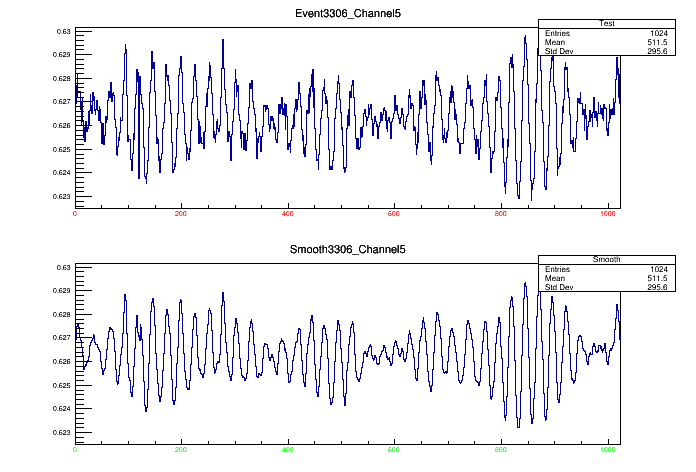 Event3306_Channel5
Test
Entries 1024
Mean 511.5
Std Dev 295.6
0.63
0.629
0.628
0.627
0.626
0.625
0.624
0.623
0 200 400 600 800 1000
Smooth3306_Channel5
Smooth
Entries 1024
Mean 511.5
Std Dev 295.6
0.63
0.629
0.628
0.627
0.626
0.625
0.624
0.623
0 200 400 600 800 1000